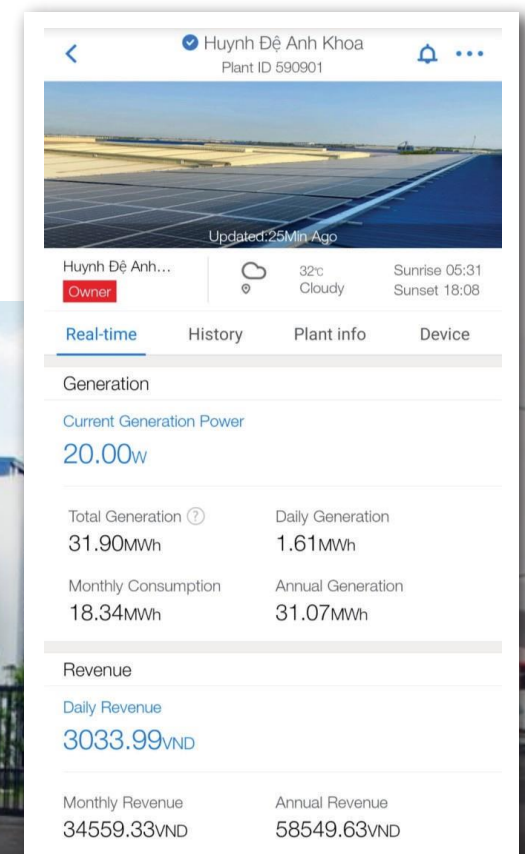 Huynh Đệ Anh Khoa
Plant ID 590901
Updated:25Min Ago
Huynh Đệ Anh...
Owner
32℃
Cloudy
Sunrise 05:31
Sunset 18:08
Real-time History Plant info Device
Generation
Current Generation Power
20.00W
Total Generation ? Daily Generation
31.90MWh 1.61MWh
Monthly Consumption Annual Generation
18.34MWh 31.07MWh
Revenue
Daily Revenue
3033.99VND
Monthly Revenue Annual Revenue
34559.33VND 58549.63VND